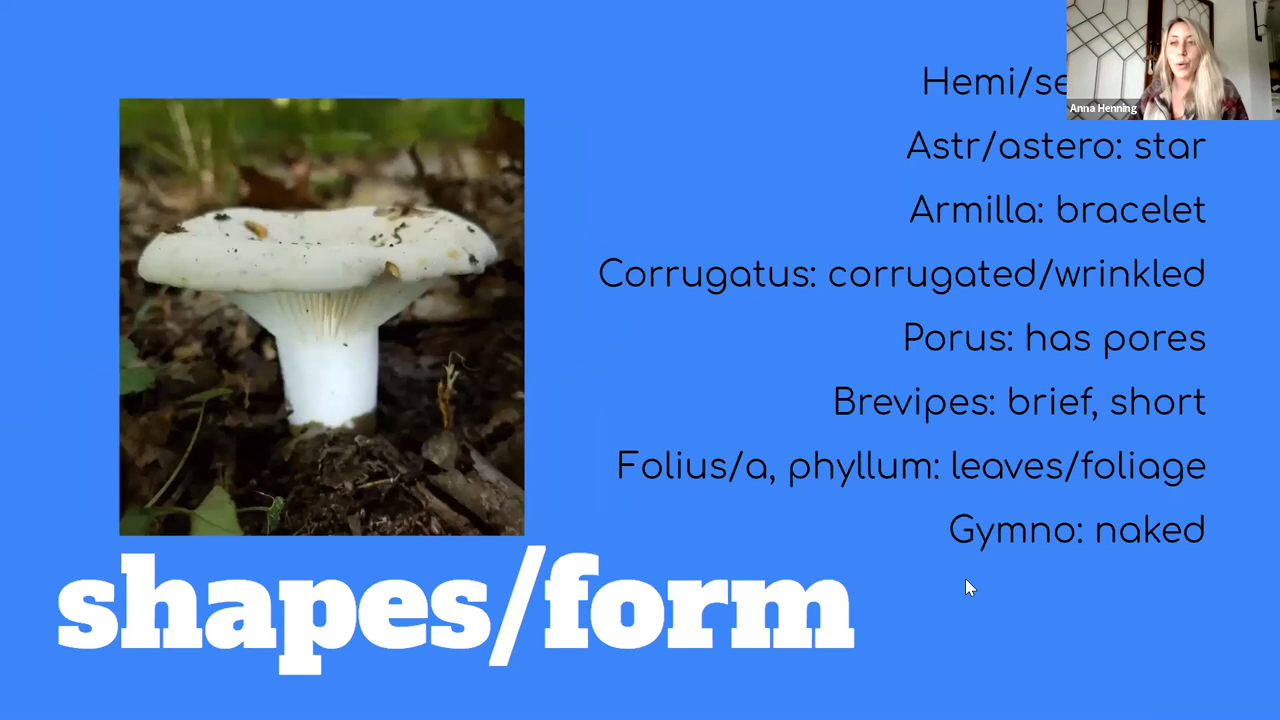 Hemi/se
Anna Henning
Astr/astero: star
Armilla: bracelet
Corrugatus: corrugated/wrinkled
Porus: has pores
Brevipes: brief, short
Folius/a, phyllum: leaves/foliage
Gymno: naked
shapes/form